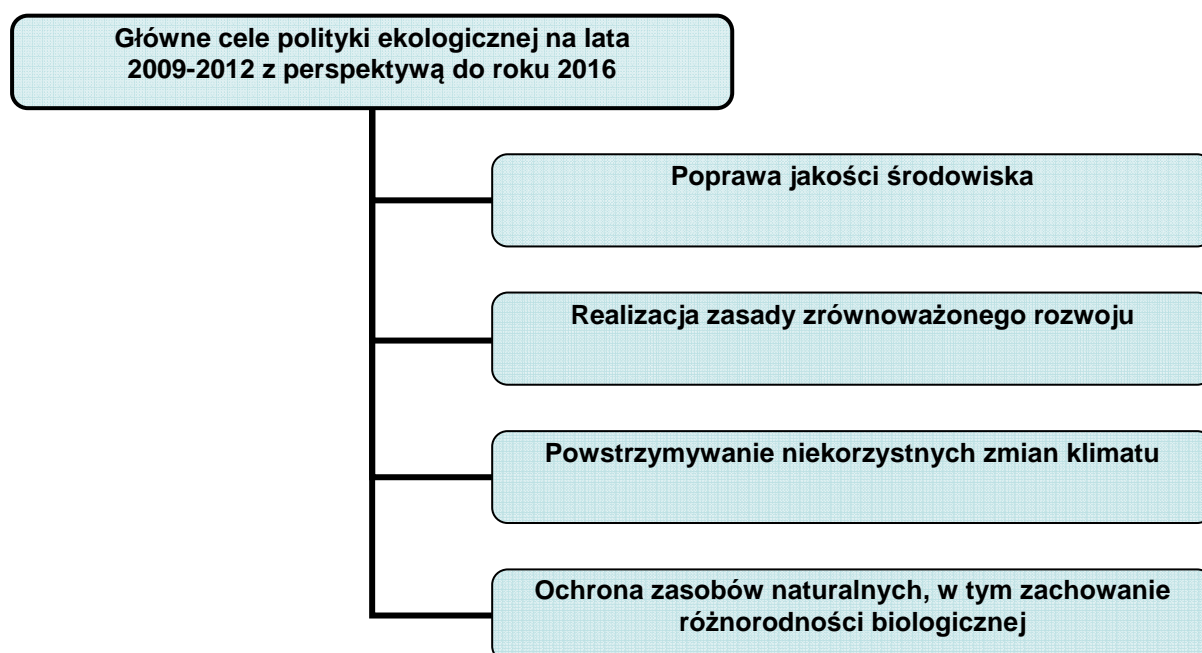 Główne cele polityki ekologicznej na lata
2009-2012 z perspektywą do roku 2016
Poprawa jakości środowiska
Realizacja zasady zrównoważonego rozwoju
Powstrzymywanie niekorzystnych zmian klimatu
Ochrona zasobów naturalnych, w tym zachowanie
różnorodności biologicznej